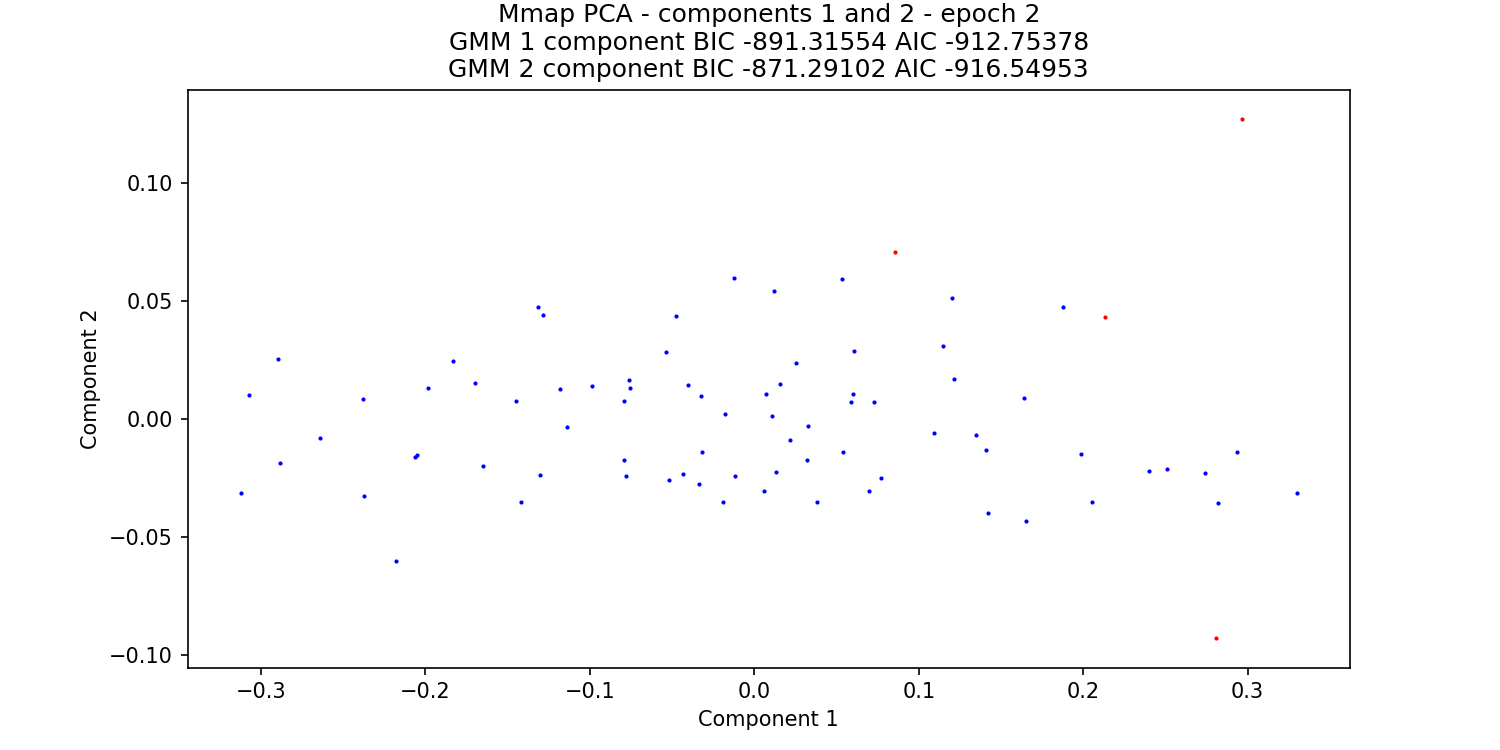 Mmap PCA - components 1 and 2 - epoch 2
GMM 1 component BIC -891.31554 AIC -912.75378
GMM 2 component BIC -871.29102 AIC -916.54953
0.10
0.05
0.00
−0.05
−0.10
Component 2
−0.3 −0.2 −0.1 0.0 0.1 0.2 0.3
Component 1